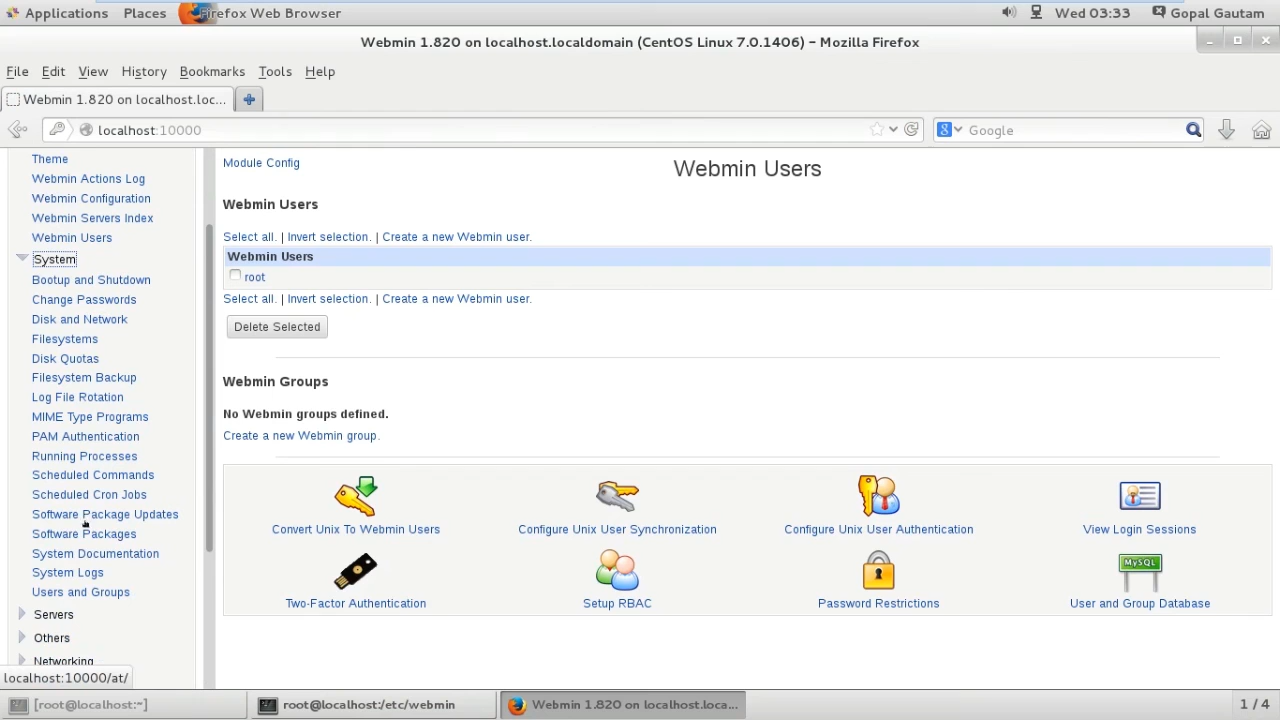 Applications Places Firefox Web Browser Wed 03:33 Gopal Gautam
Webmin 1.820 on localhost.localdomain (CentOS Linux 7.0.1406) - Mozilla Firefox
File Edit View History Bookmarks Tools Help
Webmin 1.820 on localhost.loc...
localhost:10000 Google
Theme
Webmin Actions Log
Webmin Configuration
Webmin Servers Index
Webmin Users
System
Bootup and Shutdown
Change Passwords
Disk and Network
Filesystems
Disk Quotas
Filesystem Backup
Log File Rotation
MIME Type Programs
PAM Authentication
Running Processes
Scheduled Commands
Scheduled Cron Jobs
Software Package Updates
Software Packages
System Documentation
System Logs
Users and Groups
Servers
Others
Networking
localhost:10000/at/
Module Config
Webmin Users
Webmin Users
Select all. | Invert selection. | Create a new Webmin user.
Webmin Users
root
Select all. | Invert selection. | Create a new Webmin user.
Delete Selected
Webmin Groups
No Webmin groups defined.
Create a new Webmin group.
Convert Unix To Webmin Users
Configure Unix User Synchronization
Configure Unix User Authentication
View Login Sessions
Two-Factor Authentication
Setup RBAC
Password Restrictions
MySQL
User and Group Database
[root@localhost:~] root@localhost:/etc/webmin Webmin 1.820 on localhost.loca... 1 / 4